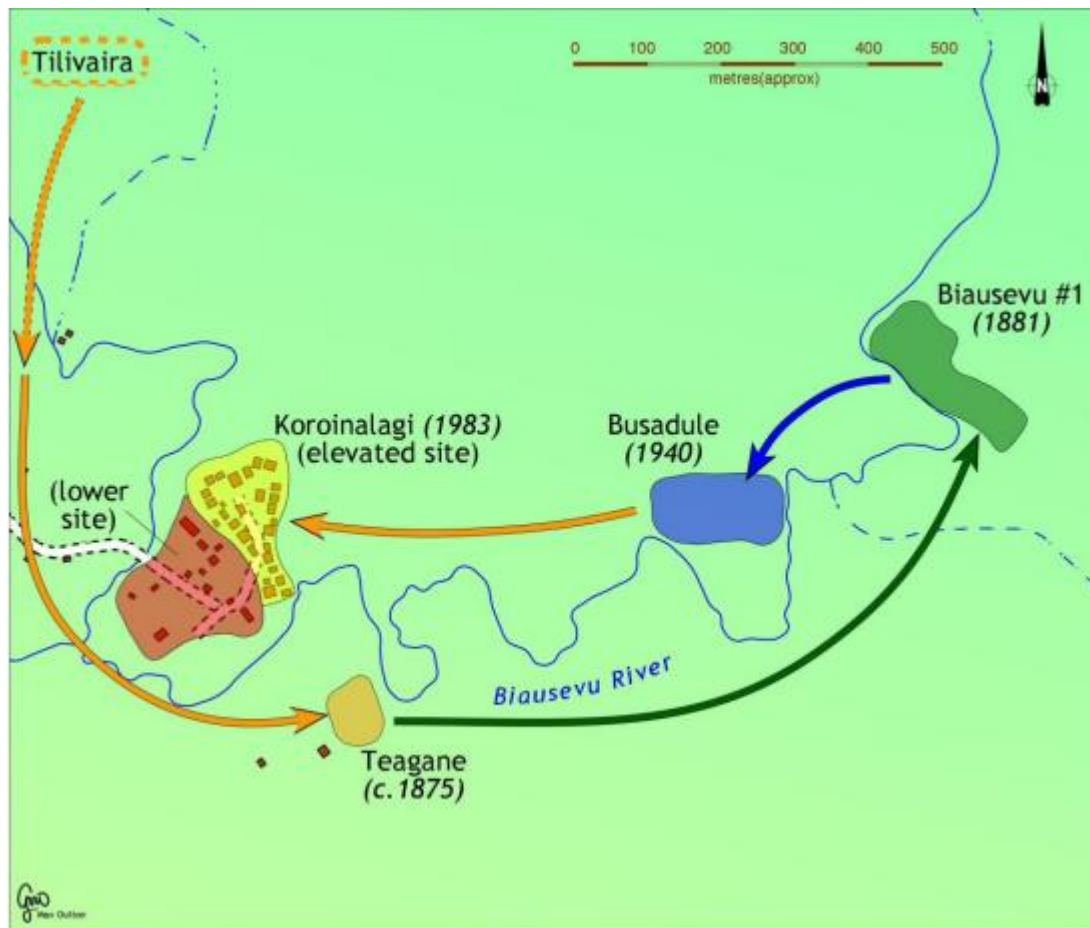 Tilivaira
0 100 200 300 400 500
metres(approx)
N
Biausevu #1
(1881)
Koroinalagi (1983)
(elevated site)
Busadule
(1940)
(lower
site)
Biausevu River
Teagane
(c.1875)